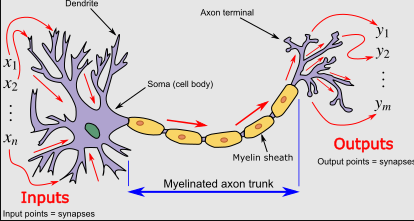 Dendrite
Axon terminal
x1
x2
⋮
xn
y1
y2
⋮
ym
Soma (cell body)
Myelin sheath
Outputs
Output points = synapses
Myelinated axon trunk
Inputs
Input points = synapses